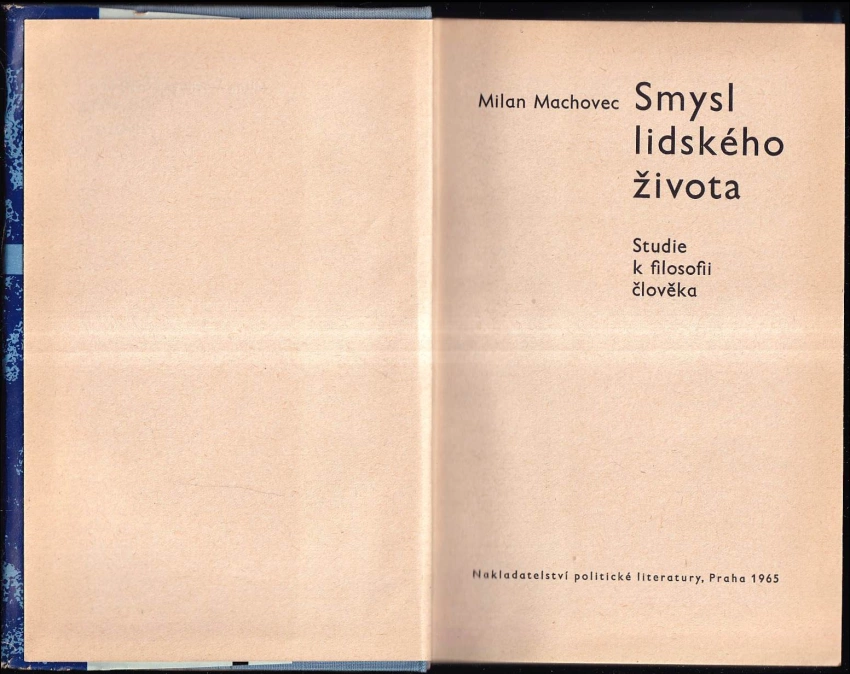 Milan Machovec Smysl
lidského
života
Studie
k filosofii
člověka
Nakladatelství politické literatury, Praha 1965